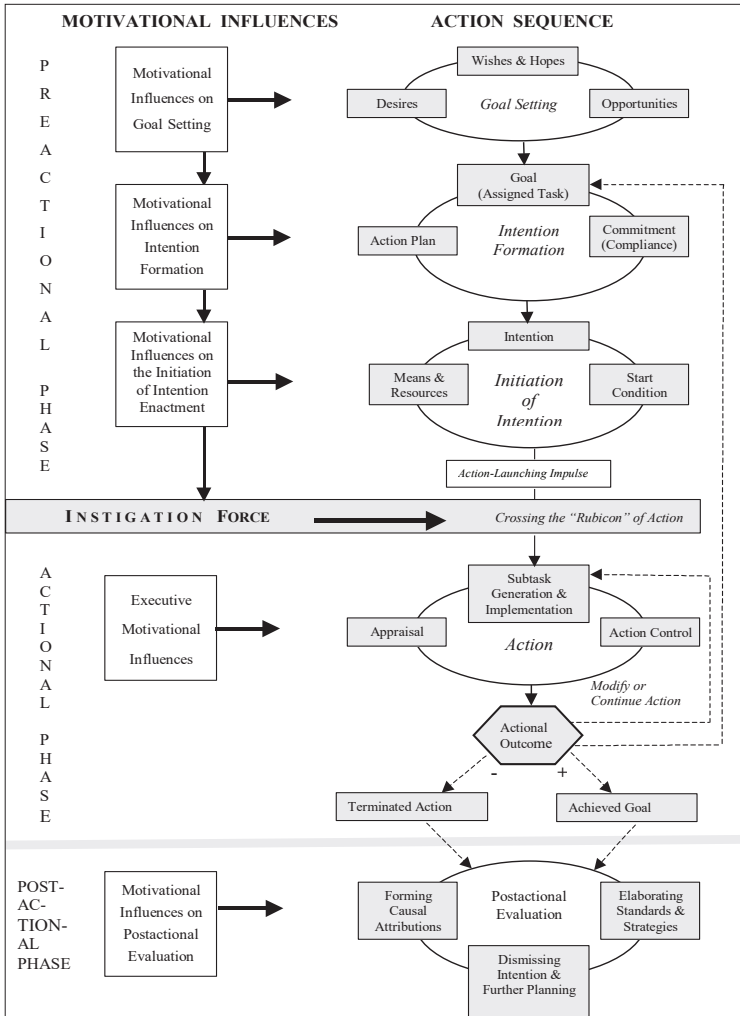 MOTIVATIONAL INFLUENCES
ACTION SEQUENCE
PREACTIONAL PHASE
Motivational
Influences on
Goal Setting
Wishes & Hopes
Desires
Goal Setting
Opportunities
Motivational
Influences on
Intention
Formation
Goal
(Assigned Task)
Action Plan
Intention
Formation
Commitment
(Compliance)
Motivational
Influences on
the Initiation
of Intention
Enactment
Intention
Means &
Resources
Initiation
of
Intention
Start
Condition
Action-Launching Impulse
INSTIGATION FORCE
Crossing the “Rubicon” of Action
ACTIONAL PHASE
Executive
Motivational
Influences
Subtask
Generation &
Implementation
Appraisal
Action
Action Control
Modify or
Continue Action
Actional
Outcome
- +
Terminated Action
Achieved Goal
POST-
AC-
TION-
AL
PHASE
Motivational
Influences on
Postactional
Evaluation
Forming
Causal
Attributions
Postactional
Evaluation
Elaborating
Standards &
Strategies
Dismissing
Intention &
Further Planning